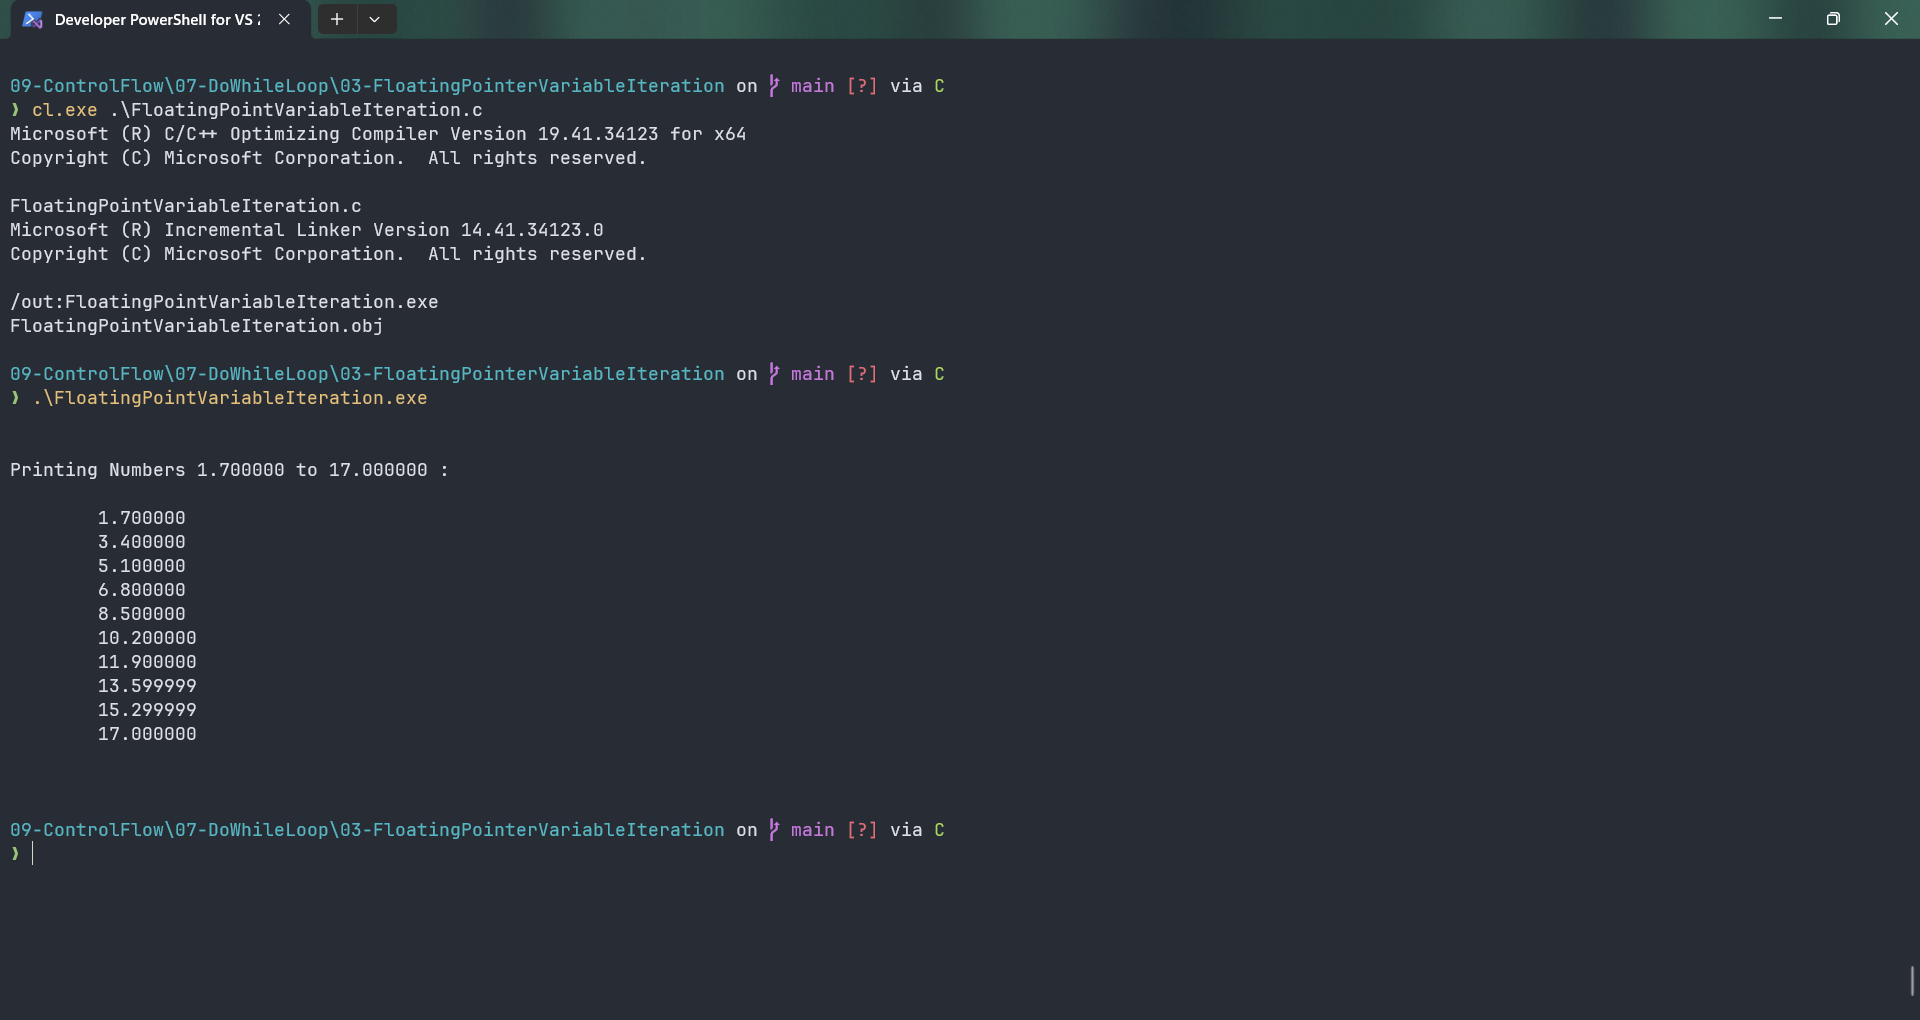 Developer PowerShell for VS 2
09-ControlFlow\07-DoWhileLoop\03-FloatingPointerVariableIteration on main [?] via C
❯ cl.exe .\FloatingPointVariableIteration.c
Microsoft (R) C/C++ Optimizing Compiler Version 19.41.34123 for x64
Copyright (C) Microsoft Corporation.  All rights reserved.
FloatingPointVariableIteration.c
Microsoft (R) Incremental Linker Version 14.41.34123.0
Copyright (C) Microsoft Corporation.  All rights reserved.
/out:FloatingPointVariableIteration.exe
FloatingPointVariableIteration.obj
09-ControlFlow\07-DoWhileLoop\03-FloatingPointerVariableIteration on main [?] via C
❯ .\FloatingPointVariableIteration.exe
Printing Numbers 1.700000 to 17.000000 :
1.700000
3.400000
5.100000
6.800000
8.500000
10.200000
11.900000
13.599999
15.299999
17.000000
09-ControlFlow\07-DoWhileLoop\03-FloatingPointerVariableIteration on main [?] via C
❯